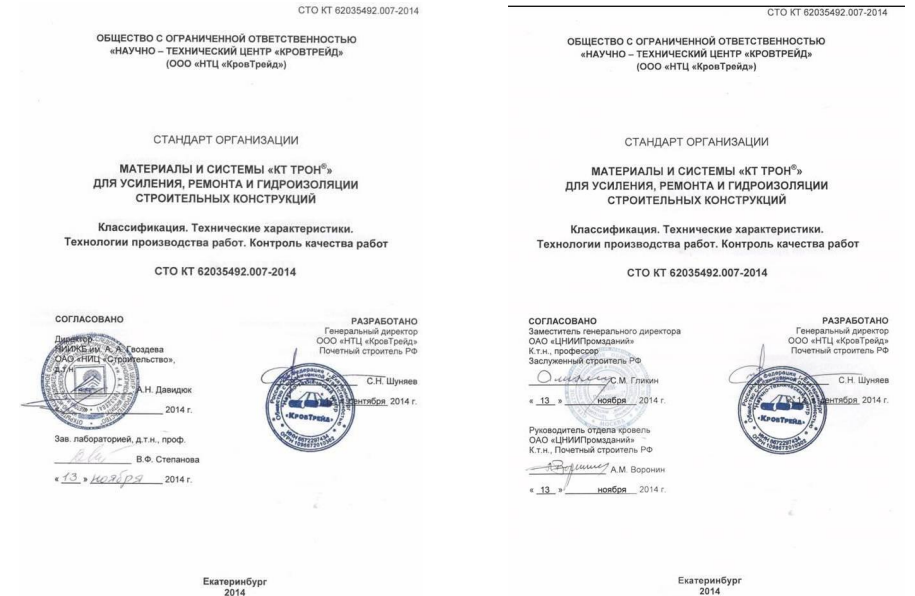 СТО КТ 62035492.007-2014
ОБЩЕСТВО С ОГРАНИЧЕННОЙ ОТВЕТСТВЕННОСТЬЮ
«НАУЧНО – ТЕХНИЧЕСКИЙ ЦЕНТР «КРОВТРЕЙД»
(ООО «НТЦ «КровТрейд»)
СТАНДАРТ ОРГАНИЗАЦИИ
МАТЕРИАЛЫ И СИСТЕМЫ «КТ ТРОН®»
ДЛЯ УСИЛЕНИЯ, РЕМОНТА И ГИДРОИЗОЛЯЦИИ
СТРОИТЕЛЬНЫХ КОНСТРУКЦИЙ
Классификация. Технические характеристики.
Технологии производства работ. Контроль качества работ
СТО КТ 62035492.007-2014
СОГЛАСОВАНО
Директор
НИИЖБ им. А. А. Гвоздева
ОАО «НИЦ «Строительство»,
д.т.н.
А.Н. Давидюк
2014 г.
Зав. лабораторией, д.т.н., проф.
В.Ф. Степанова
« 13 » ноября 2014 г.
РАЗРАБОТАНО
Генеральный директор
ООО «НТЦ «КровТрейд»
Почетный строитель РФ
С.Н. Шуняев
сентября 2014 г.
КРОВТРЕЙД
ИНН 6672297434
Екатеринбург
2014
СТО КТ 62035492.007-2014
ОБЩЕСТВО С ОГРАНИЧЕННОЙ ОТВЕТСТВЕННОСТЬЮ
«НАУЧНО – ТЕХНИЧЕСКИЙ ЦЕНТР «КРОВТРЕЙД»
(ООО «НТЦ «КровТрейд»)
СТАНДАРТ ОРГАНИЗАЦИИ
МАТЕРИАЛЫ И СИСТЕМЫ «КТ ТРОН®»
ДЛЯ УСИЛЕНИЯ, РЕМОНТА И ГИДРОИЗОЛЯЦИИ
СТРОИТЕЛЬНЫХ КОНСТРУКЦИЙ
Классификация. Технические характеристики.
Технологии производства работ. Контроль качества работ
СТО КТ 62035492.007-2014
СОГЛАСОВАНО
Заместитель генерального директора
ОАО «ЦНИИПромзданий»
К.т.н., профессор
Заслуженный строитель РФ
С.М. Гликин
« 13 » ноября 2014 г.
Руководитель отдела кровель
ОАО «ЦНИИПромзданий»
К.т.н., Почетный строитель РФ
А.М. Воронин
« 13 » ноября 2014 г.
РАЗРАБОТАНО
Генеральный директор
ООО «НТЦ «КровТрейд»
Почетный строитель РФ
С.Н. Шуняев
сентября 2014 г.
КРОВТРЕЙД
ИНН 6672297434
Екатеринбург
2014